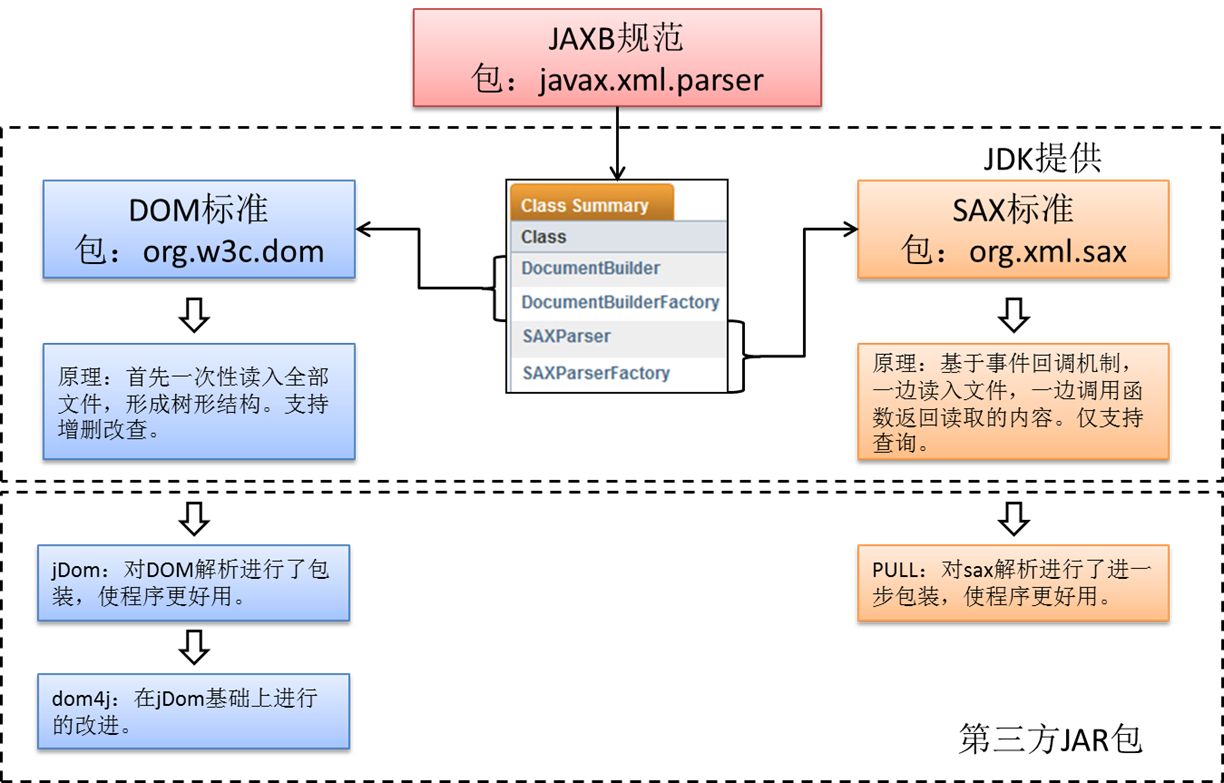 JAXB规范
包：javax.xml.parser
JDK提供
DOM标准
包：org.w3c.dom
原理：首先一次性读入全部
文件，形成树形结构。支持
增删改查。
Class Summary
Class
DocumentBuilder
DocumentBuilderFactory
SAXParser
SAXParserFactory
SAX标准
包：org.xml.sax
原理：基于事件回调机制，
一边读入文件，一边调用函
数返回读取的内容。仅支持
查询。
jDom：对DOM解析进行了包
装，使程序更好用。
dom4j：在jDom基础上进行
的改进。
PULL：对sax解析进行了进一
步包装，使程序更好用。
第三方JAR包